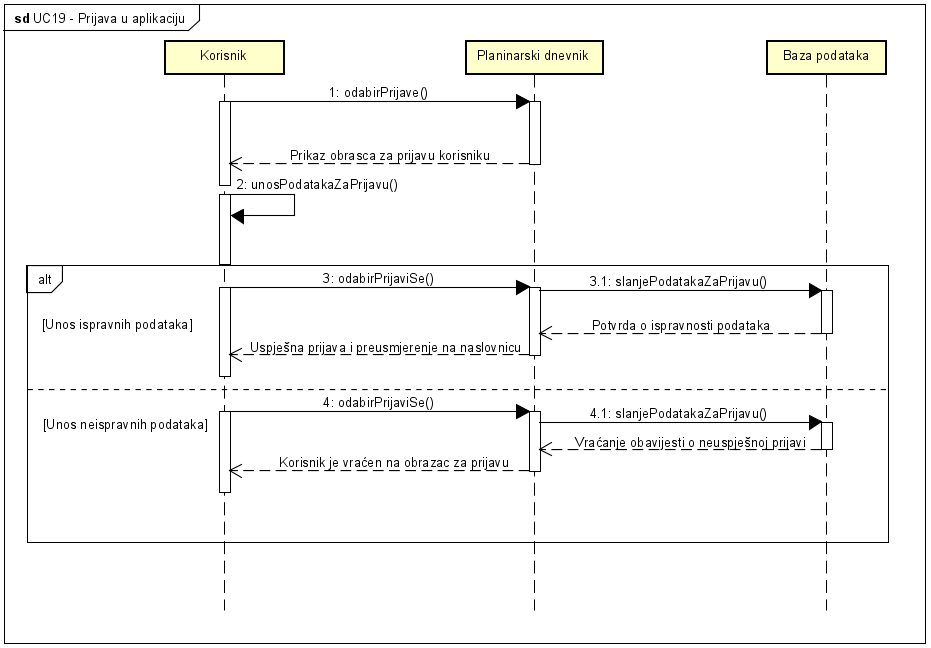 sd UC19 - Prijava u aplikaciju
Korisnik
Planinarski dnevnik
Baza podataka
1: odabirPrijave()
Prikaz obrasca za prijavu korisniku
2: unosPodatakaZaPrijavu()
alt
3: odabirPrijaviSe()
3.1: slanjePodatakaZaPrijavu()
[Unos ispravnih podataka]
Potvrda o ispravnosti podataka
Uspješna prijava i preusmjerenje na naslovnicu
4: odabirPrijaviSe()
4.1: slanjePodatakaZaPrijavu()
[Unos neispravnih podataka]
Vraćanje obavijesti o neuspješnoj prijavi
Korisnik je vraćen na obrazac za prijavu